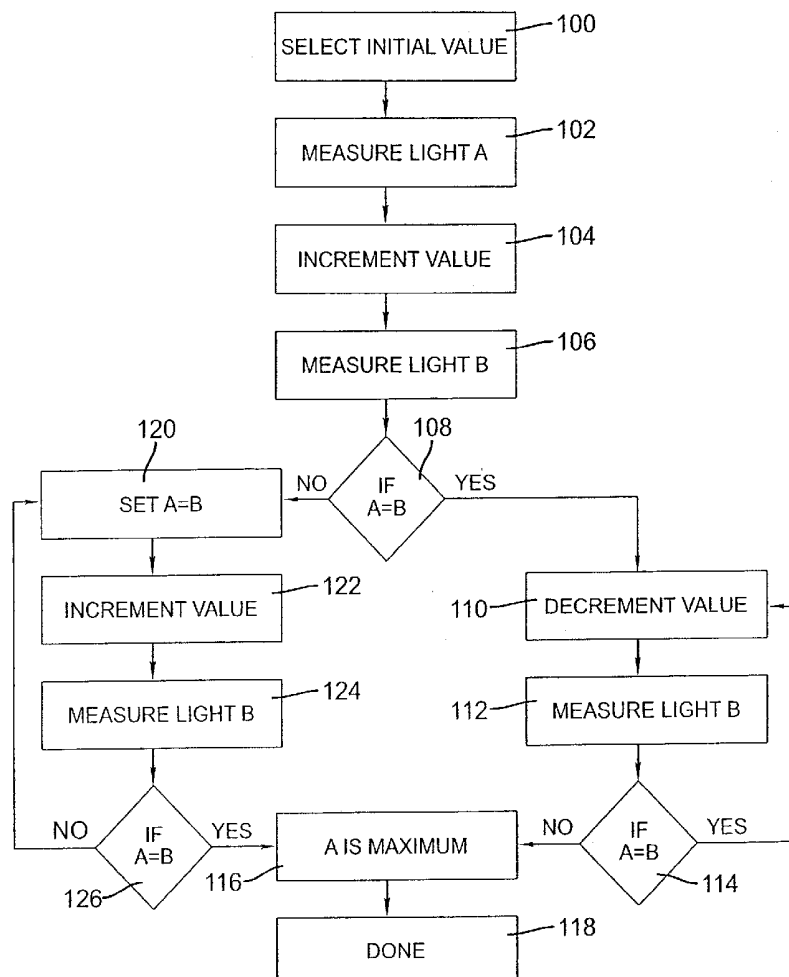 SELECT INITIAL VALUE
100
MEASURE LIGHT A
102
INCREMENT VALUE
104
MEASURE LIGHT B
106
IF
A=B
108
NO
YES
120
SET A=B
INCREMENT VALUE
122
110
DECREMENT VALUE
MEASURE LIGHT B
124
112
MEASURE LIGHT B
NO
IF
A=B
YES
126
116
A IS MAXIMUM
NO
IF
A=B
YES
114
DONE
118